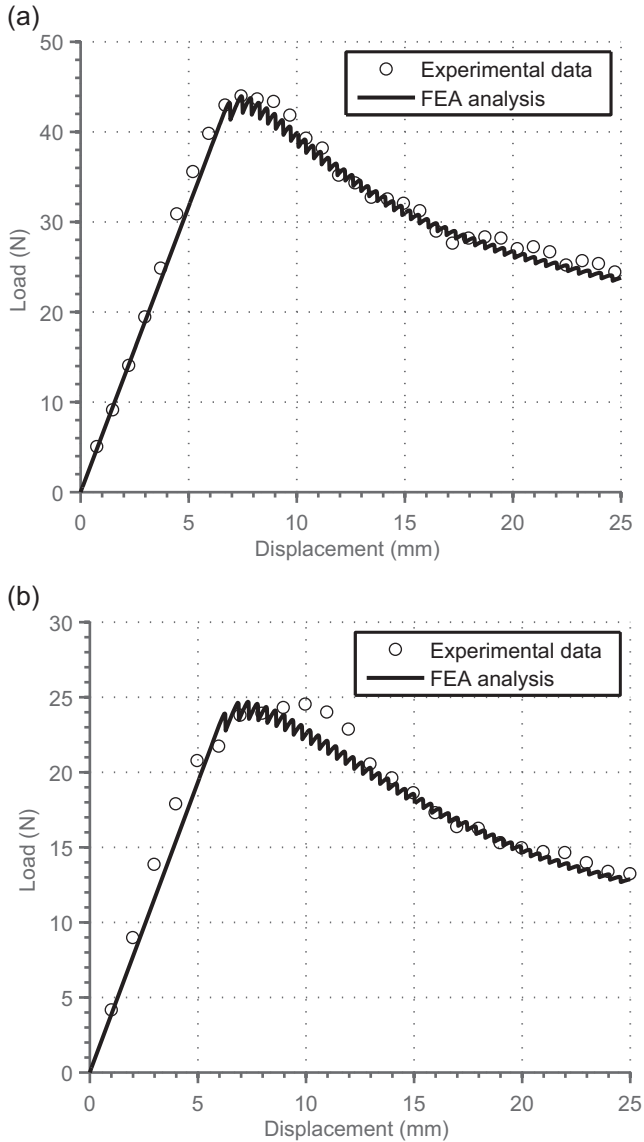 (a)
50
40
30
20
10
0
Load (N)
Experimental data
FEA analysis
0 5 10 15 20 25
Displacement (mm)
(b)
30
25
20
15
10
5
0
Load (N)
Experimental data
FEA analysis
0 5 10 15 20 25
Displacement (mm)